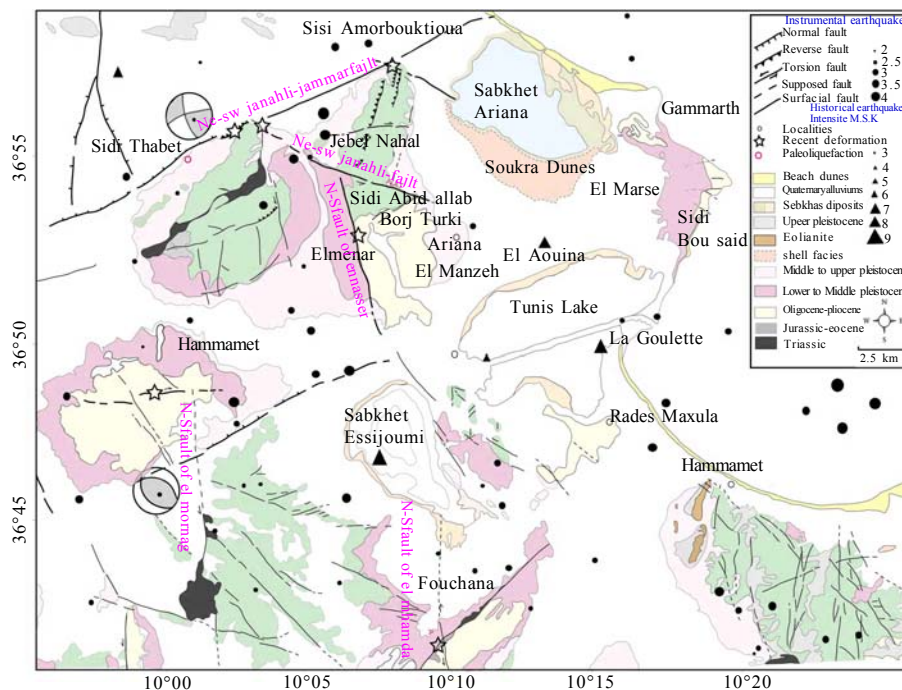 Sisi Amorbouktioua
Ne-sw janahli-jammarfajlt
Sabkhet
Ariana
Gammarth
Sidi Thabet
Jebel Nahal
Ne-sw janahli-fajlt
Soukra Dunes
El Marse
N-Sfault of ennasser
Sidi Abid allab
Borj Turki
Sidi
Bou said
Elmenar
Ariana
El Manzeh
El Aouina
Tunis Lake
Hammamet
La Goulette
N-Sfault of el mornag
Sabkhet
Essijoumi
Rades Maxula
Hammamet
N-Sfault of el mhamda
Fouchana
36°55
36°50
36°45
10°00
10°05
10°10
10°15
10°20
Instrumental earthquake
Normal fault
Reverse fault
Torsion fault
Supposed fault
Surfacial fault
2
2.5
3
3.5
4
Historical earthquake
Intensite M.S.K
Localities
Recent deformation
Paleoliquefaction
3
4
5
6
7
8
9
Beach dunes
Quatemaryalluviums
Sebkhas diposits
Upeer pleistocene
Eolianite
shell facies
Middle to upper pleistocene
Lower to Middle pleistocene
Oligocene-pliocene
Jurassic-eocene
Triassic
N
W
E
S
2.5 km